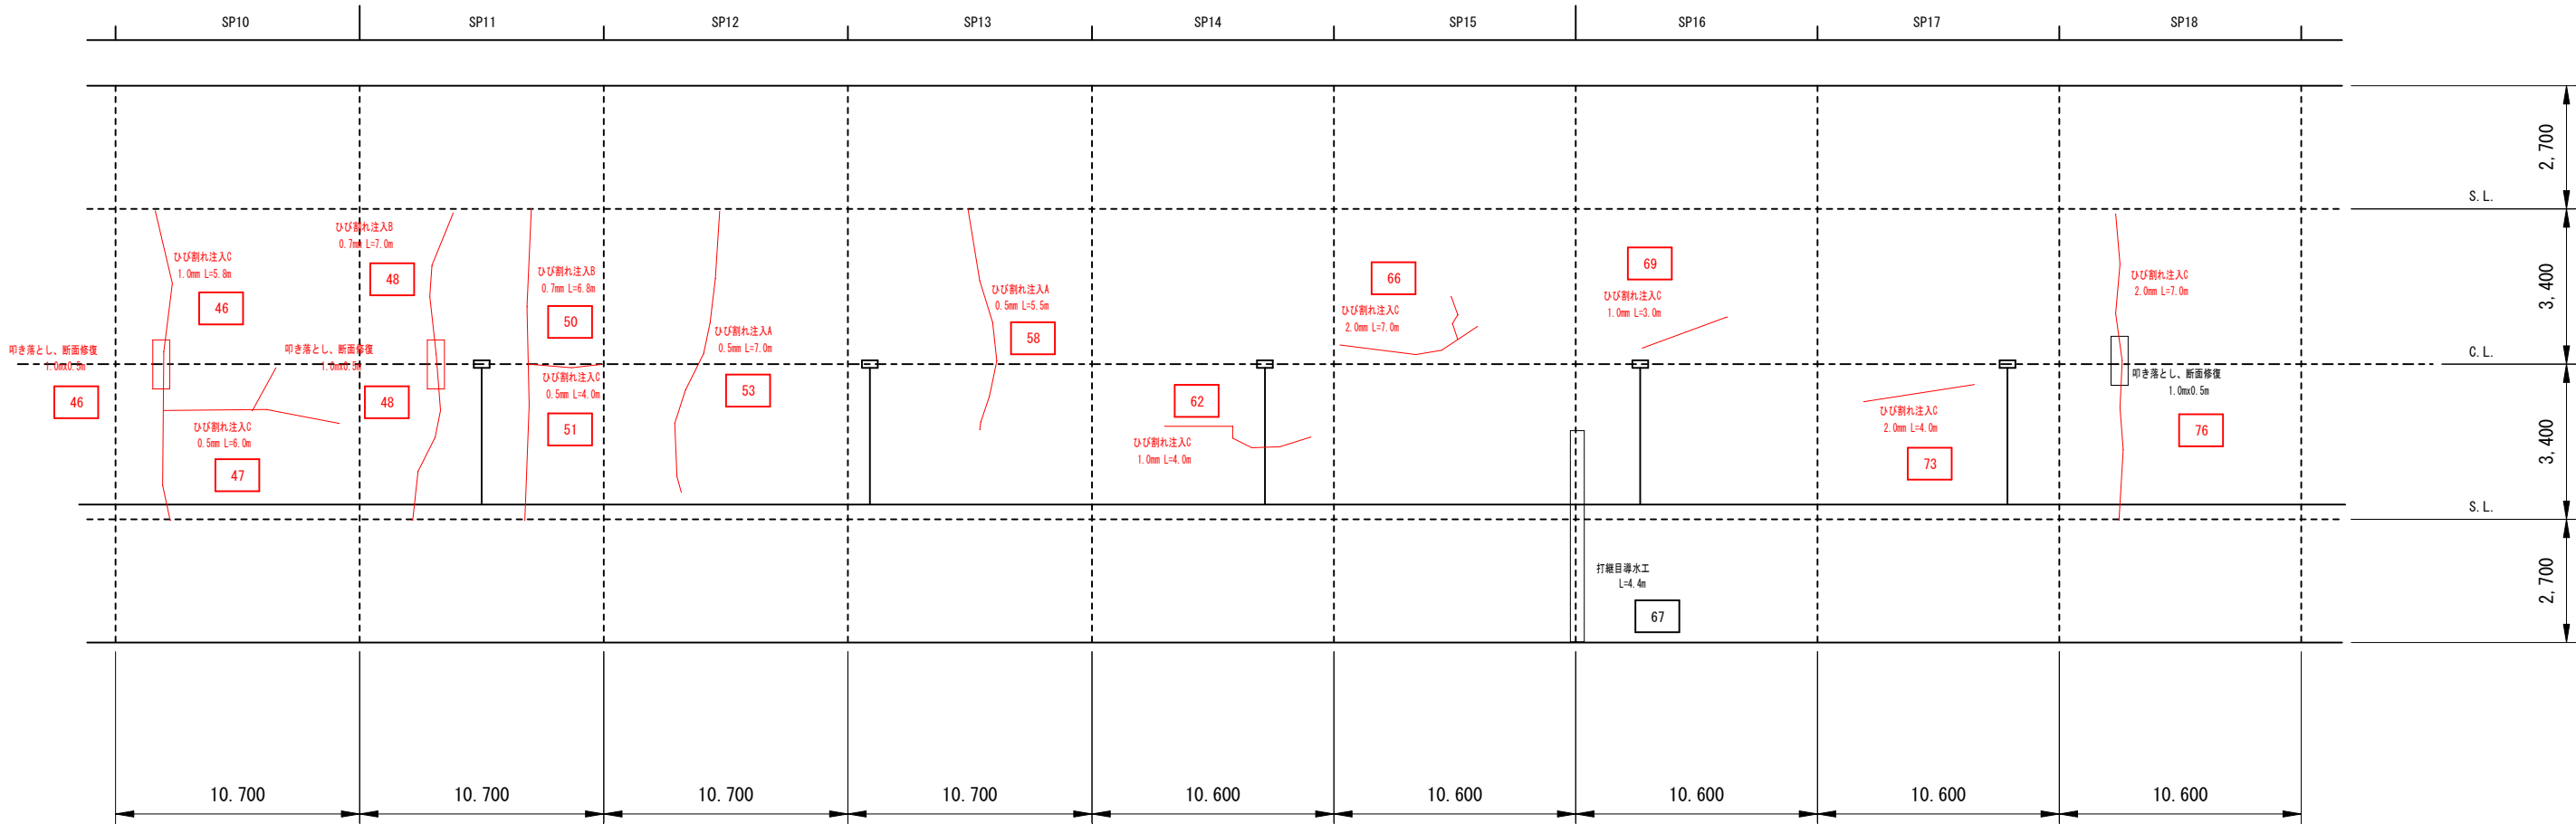 SP10
SP11
SP12
SP13
SP14
SP15
SP16
SP17
SP18
2,700
S.L.
3,400
C.L.
3,400
S.L.
2,700
ひび割れ注入C
1.0mm L=5.8m
46
叩き落とし、断面修復
1.0mx0.5m
46
ひび割れ注入C
0.5mm L=6.0m
47
ひび割れ注入B
0.7mm L=7.0m
48
叩き落とし、断面修復
1.0mx0.5m
48
ひび割れ注入B
0.7mm L=6.8m
50
ひび割れ注入C
0.5mm L=4.0m
51
ひび割れ注入A
0.5mm L=7.0m
53
ひび割れ注入A
0.5mm L=5.5m
58
62
ひび割れ注入C
1.0mm L=4.0m
66
ひび割れ注入C
2.0mm L=7.0m
69
ひび割れ注入C
1.0mm L=3.0m
打継目導水工
L=4.4m
67
ひび割れ注入C
2.0mm L=4.0m
73
ひび割れ注入C
2.0mm L=7.0m
叩き落とし、断面修復
1.0mx0.5m
76
10.700
10.700
10.700
10.700
10.600
10.600
10.600
10.600
10.600